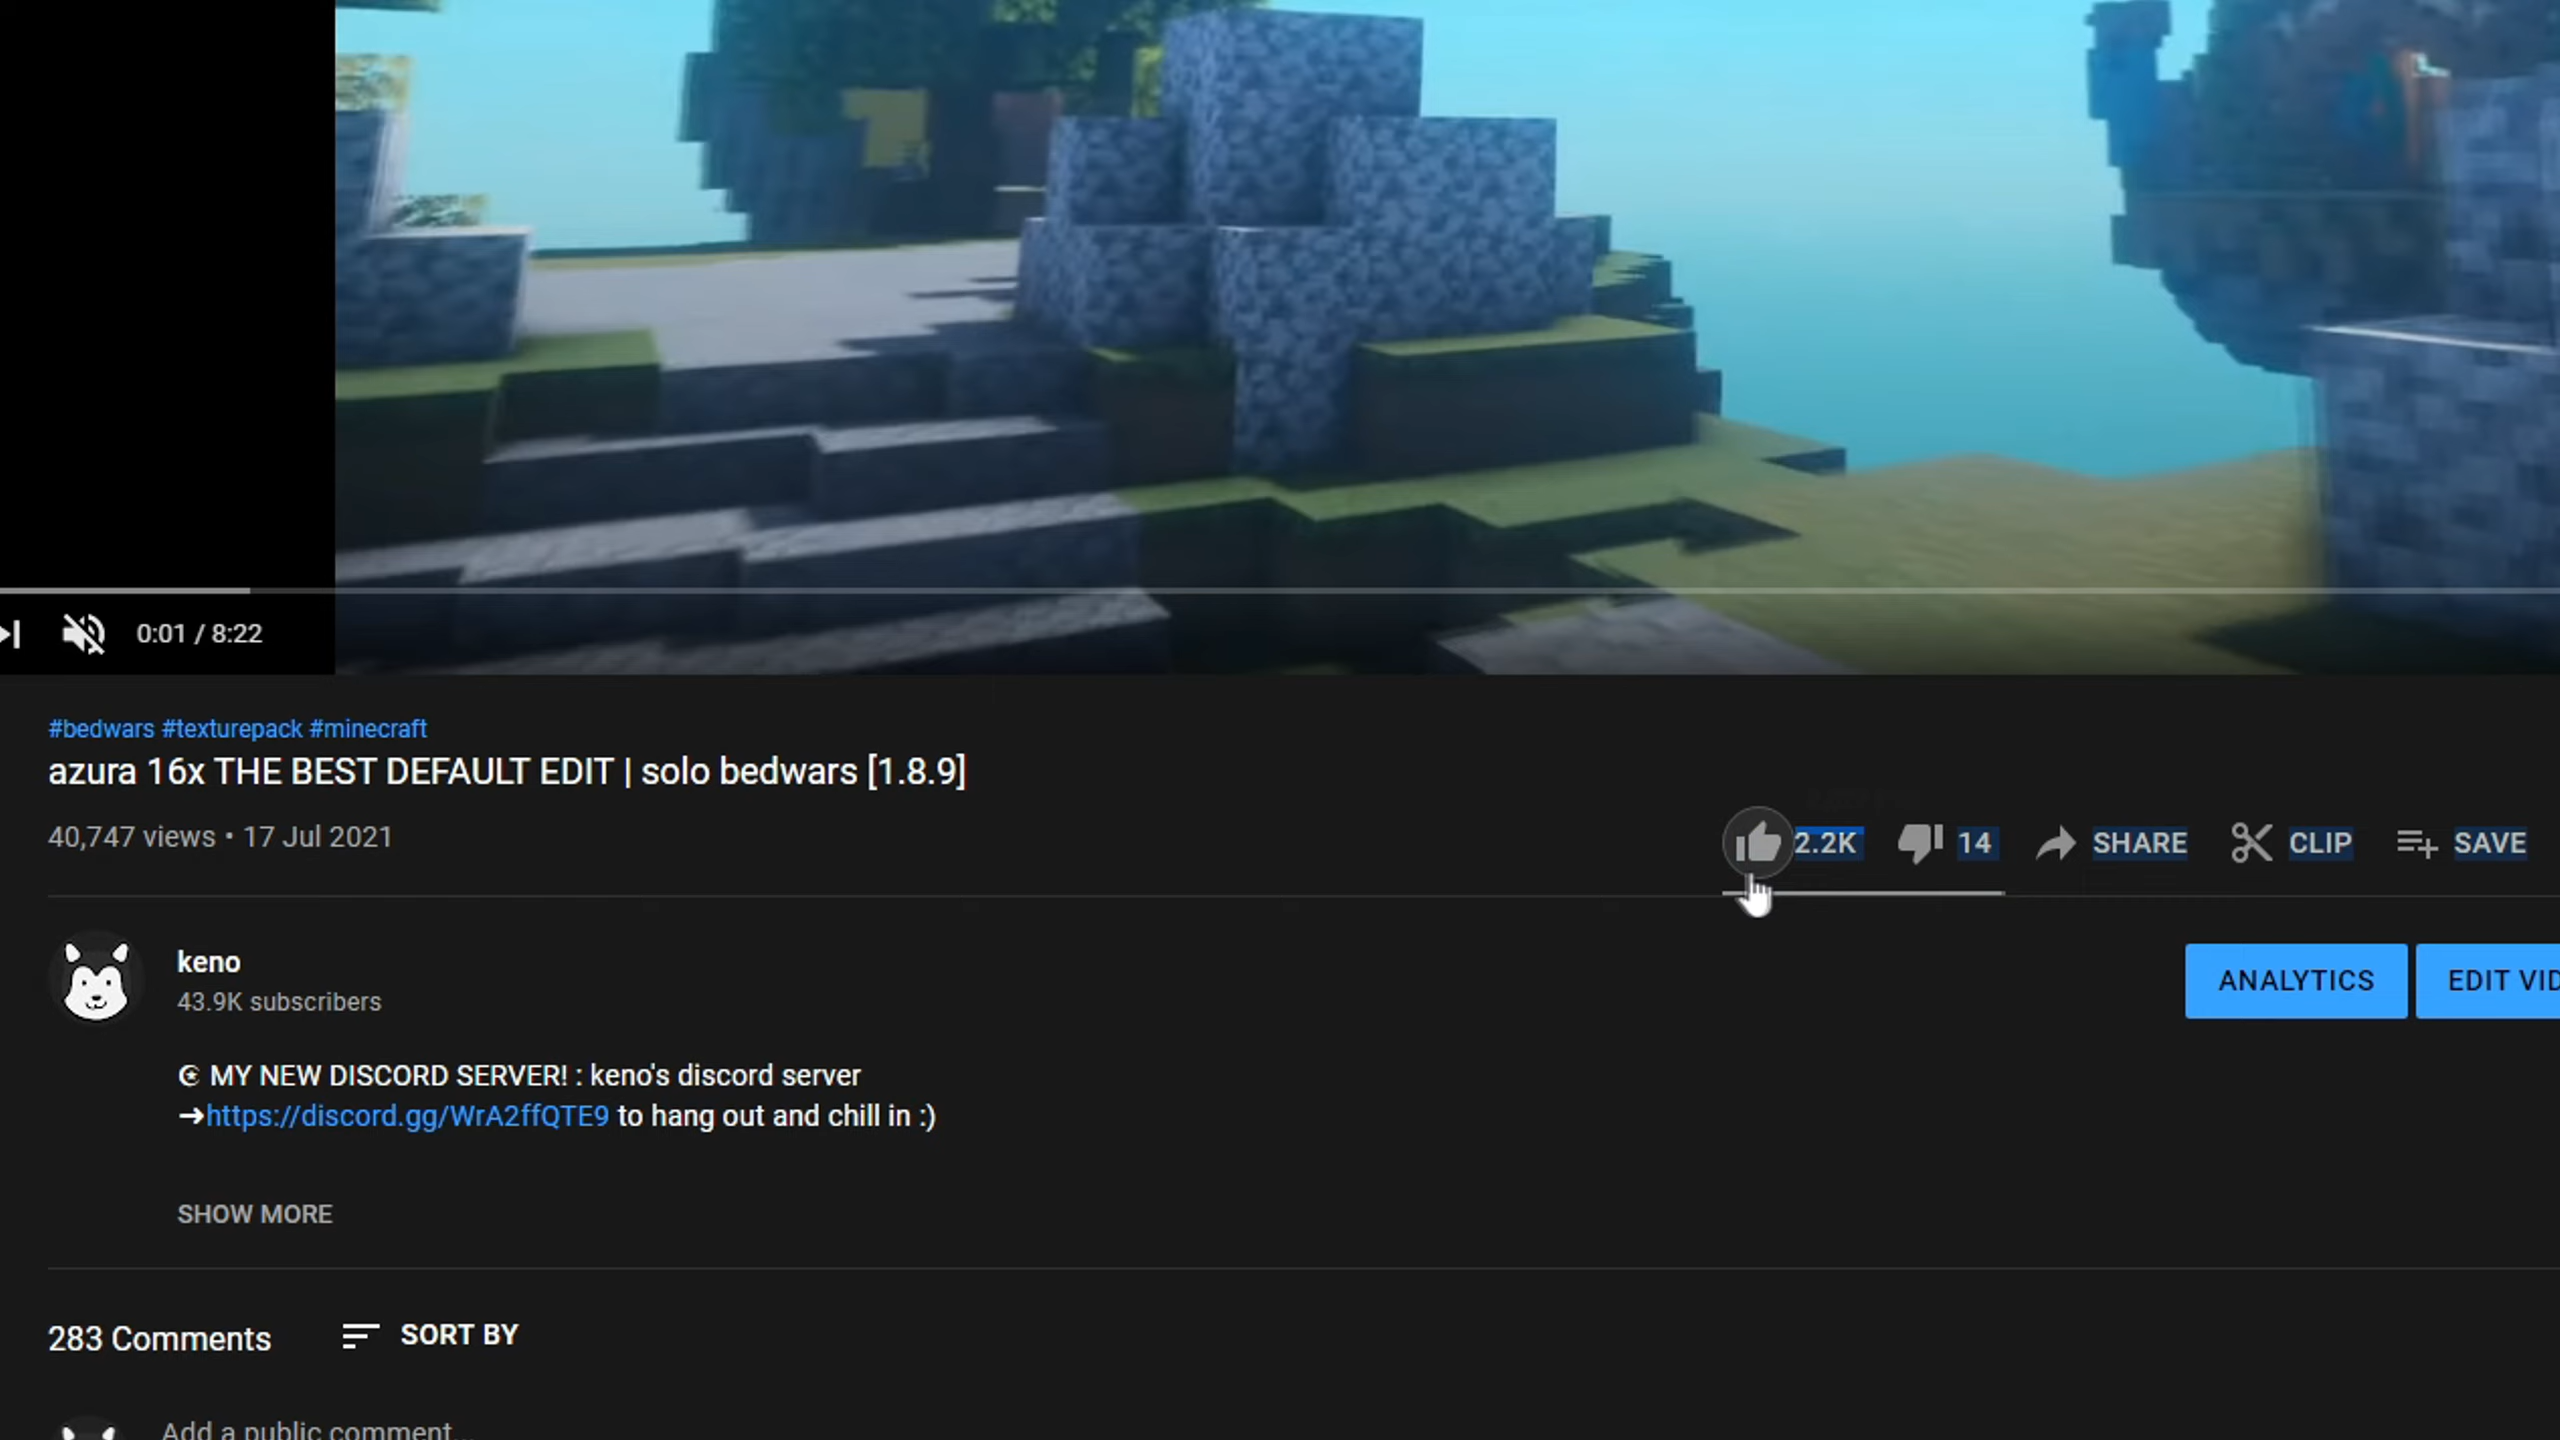 0:01 / 8:22
#bedwars #texturepack #minecraft
azura 16x THE BEST DEFAULT EDIT | solo bedwars [1.8.9]
40,747 views • 17 Jul 2021
2.2K 14 SHARE CLIP SAVE
keno
43.9K subscribers
ANALYTICS EDIT VID
☪ MY NEW DISCORD SERVER! : keno's discord server
➜https://discord.gg/WrA2ffQTE9 to hang out and chill in :)
SHOW MORE
283 Comments SORT BY
Add a public comment...